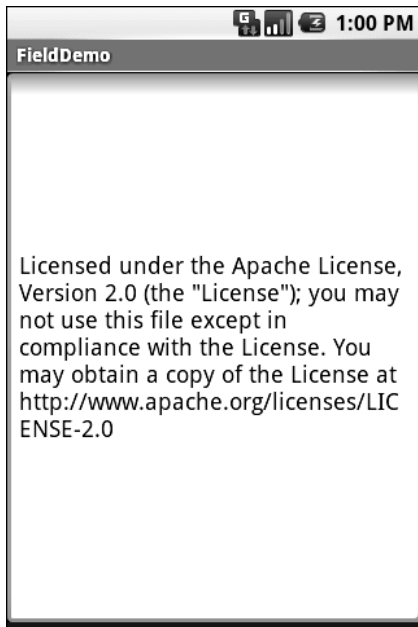 G 1:00 PM
FieldDemo
Licensed under the Apache License,
Version 2.0 (the "License"); you may
not use this file except in
compliance with the License. You
may obtain a copy of the License at
http://www.apache.org/licenses/LIC
ENSE-2.0